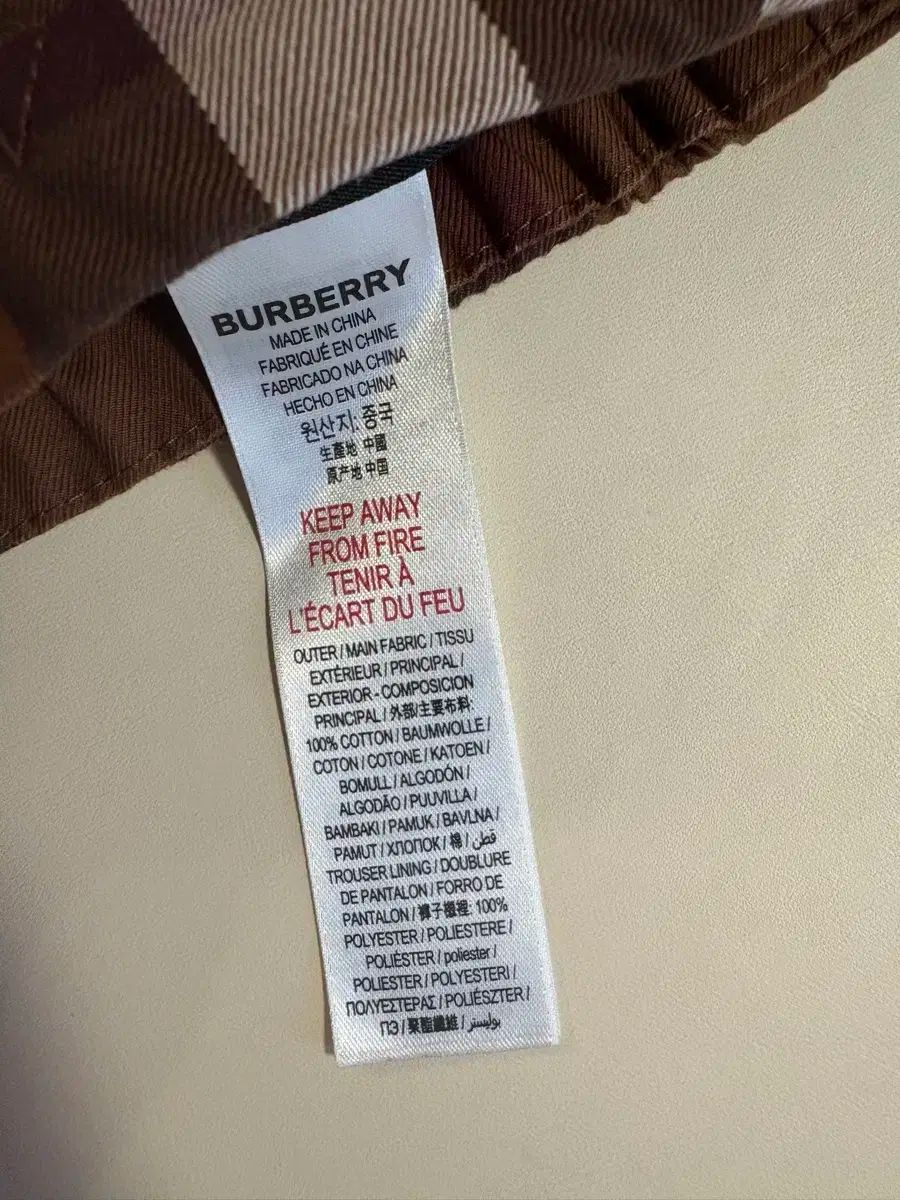 BURBERRY
MADE IN CHINA
FABRIQUÉ EN CHINE
FABRICADO NA CHINA
HECHO EN CHINA
원산지: 중국
生產地 中國
原产地 中国
KEEP AWAY
FROM FIRE
TENIR À
L'ÉCART DU FEU
OUTER / MAIN FABRIC / TISSU
EXTÉRIEUR / PRINCIPAL /
EXTERIOR - COMPOSICION
PRINCIPAL / 外部/主要布料:
100% COTTON / BAUMWOLLE /
COTON / COTONE / KATOEN /
BOMULL / ALGODÓN /
ALGODÃO / PUUVILLA /
BAMBAKI / PAMUK / BAVLNA /
PAMUT / ХЛОПОК / 棉 / قطن
TROUSER LINING / DOUBLURE
DE PANTALON / FORRO DE
PANTALON / 褲子襯裡: 100%
POLYESTER / POLIESTERE /
POLIÉSTER / poliester /
POLIESTER / POLYESTERI /
ΠΟΛΥΕΣΤΕΡΑΣ / POLIÉSZTER /
ПЭ / 聚酯纖維 / بوليستر